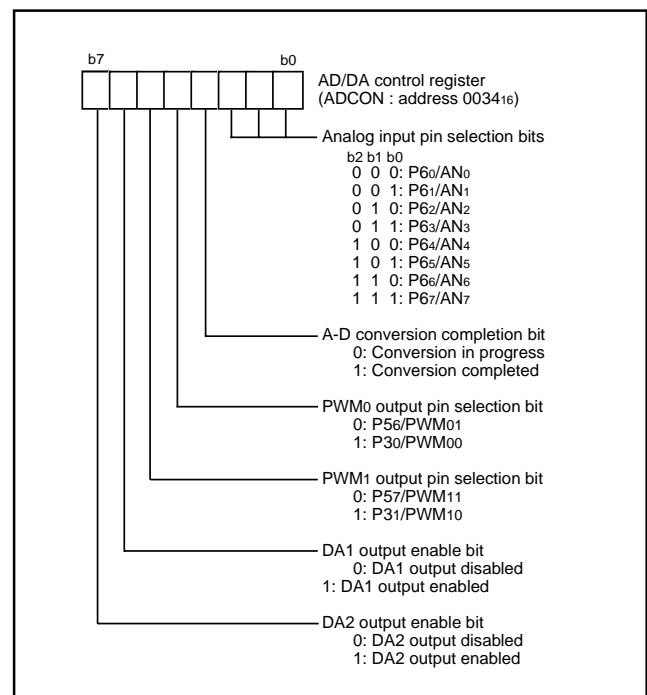 b7 b0
AD/DA control register
(ADCON : address 0034₁₆)
Analog input pin selection bits
b2 b1 b0
0 0 0: P6₀/AN₀
0 0 1: P6₁/AN₁
0 1 0: P6₂/AN₂
0 1 1: P6₃/AN₃
1 0 0: P6₄/AN₄
1 0 1: P6₅/AN₅
1 1 0: P6₆/AN₆
1 1 1: P6₇/AN₇
A-D conversion completion bit
0: Conversion in progress
1: Conversion completed
PWM₀ output pin selection bit
0: P5₆/PWM₀₁
1: P3₀/PWM₀₀
PWM₁ output pin selection bit
0: P5₇/PWM₁₁
1: P3₁/PWM₁₀
DA1 output enable bit
0: DA1 output disabled
1: DA1 output enabled
DA2 output enable bit
0: DA2 output disabled
1: DA2 output enabled